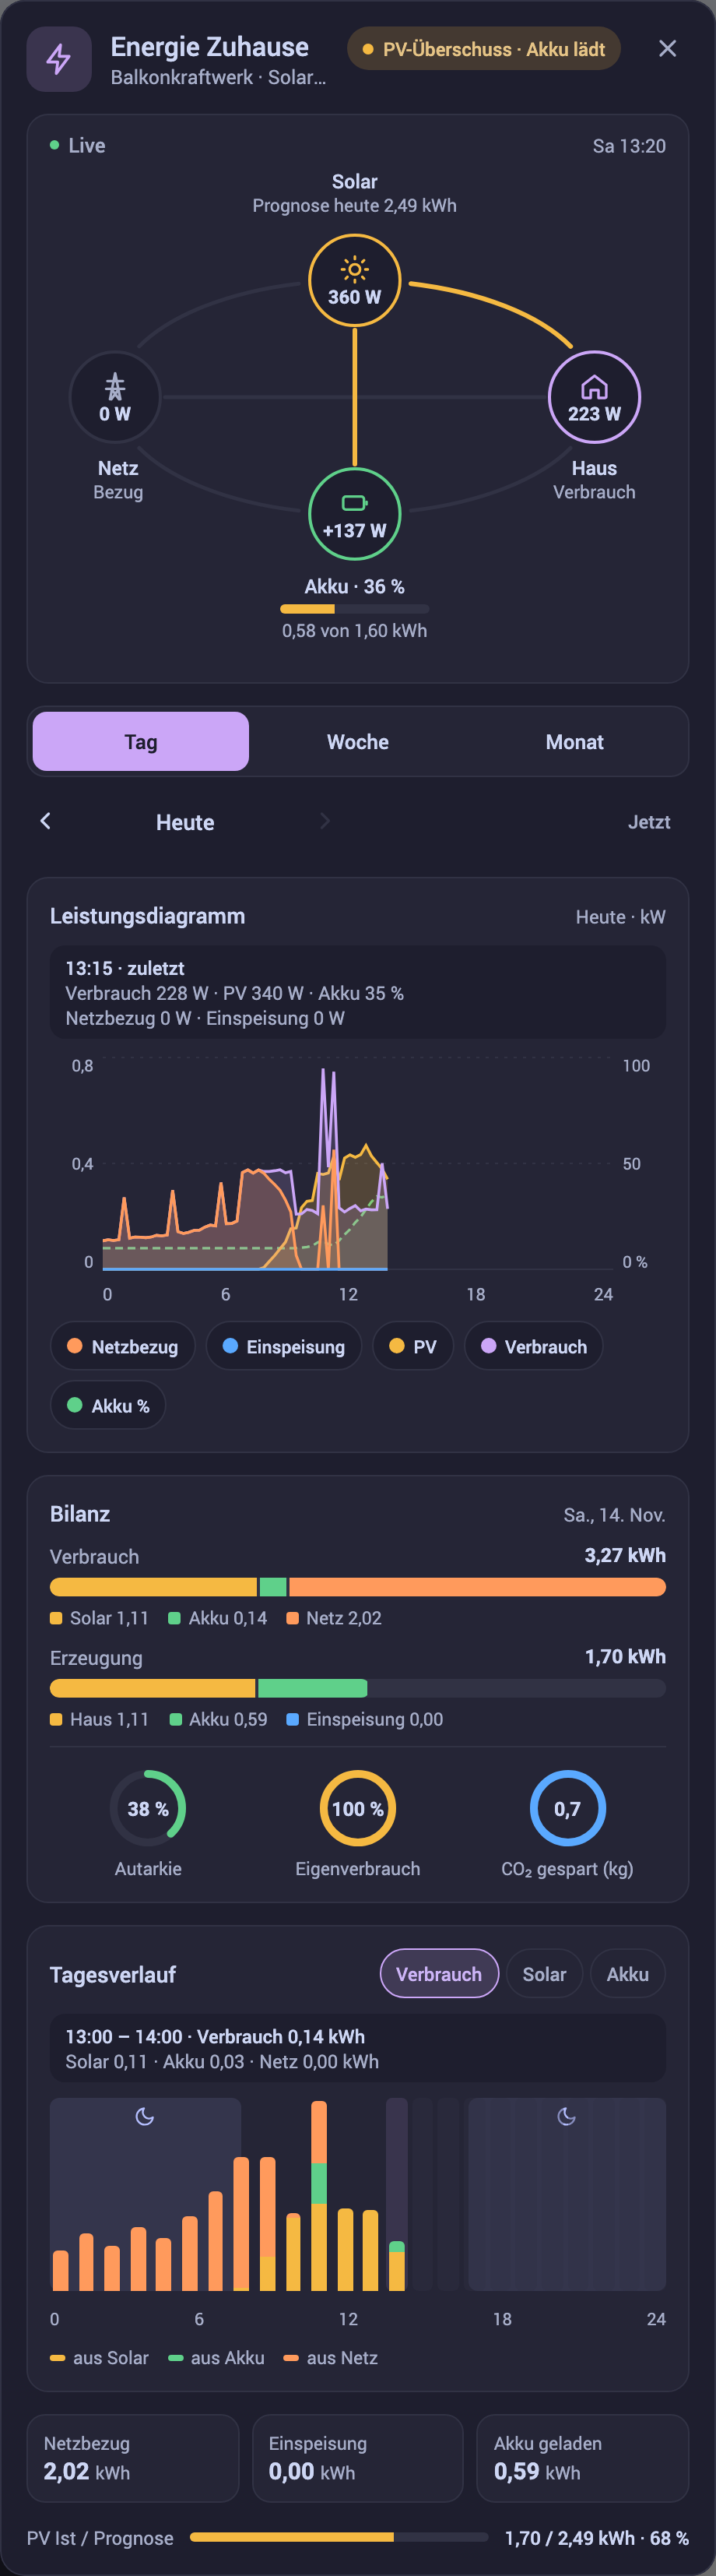 Energie Zuhause
Balkonkraftwerk · Solar...
PV-Überschuss · Akku lädt
Live
Sa 13:20
Solar
Prognose heute 2,49 kWh
360 W
0 W
223 W
Netz
Bezug
Haus
Verbrauch
+137 W
Akku · 36 %
0,58 von 1,60 kWh
Tag
Woche
Monat
Heute
Jetzt
Leistungsdiagramm
Heute · kW
13:15 · zuletzt
Verbrauch 228 W · PV 340 W · Akku 35 %
Netzbezug 0 W · Einspeisung 0 W
0,8
100
0,4
50
0
0 %
0 6 12 18 24
Netzbezug
Einspeisung
PV
Verbrauch
Akku %
Bilanz
Sa., 14. Nov.
Verbrauch
3,27 kWh
Solar 1,11 Akku 0,14 Netz 2,02
Erzeugung
1,70 kWh
Haus 1,11 Akku 0,59 Einspeisung 0,00
38 %
100 %
0,7
Autarkie
Eigenverbrauch
CO₂ gespart (kg)
Tagesverlauf
Verbrauch
Solar
Akku
13:00 – 14:00 · Verbrauch 0,14 kWh
Solar 0,11 · Akku 0,03 · Netz 0,00 kWh
0 6 12 18 24
aus Solar aus Akku aus Netz
Netzbezug
2,02 kWh
Einspeisung
0,00 kWh
Akku geladen
0,59 kWh
PV Ist / Prognose
1,70 / 2,49 kWh · 68 %